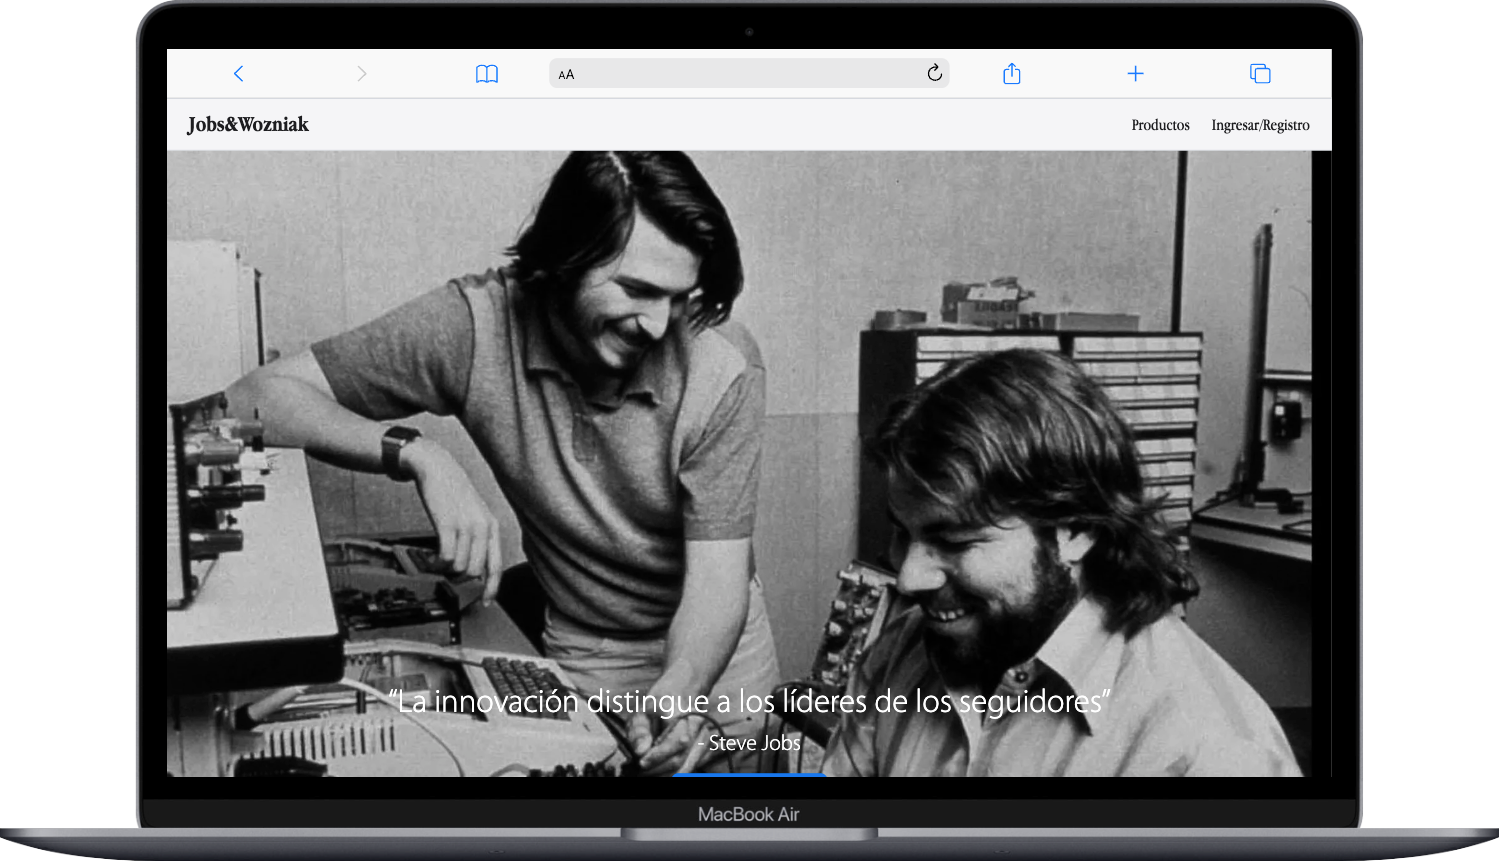 AA
Jobs&Wozniak
Productos
Ingresar/Registro
“La innovación distingue a los líderes de los seguidores”
- Steve Jobs
MacBook Air